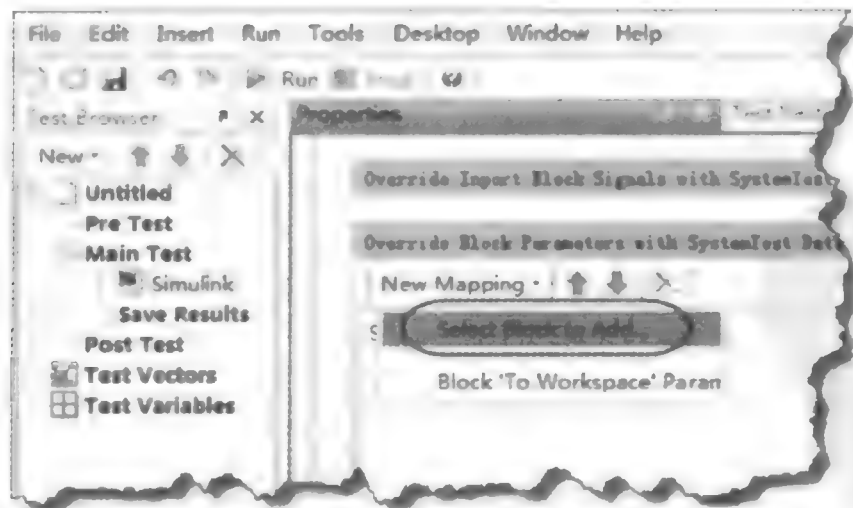 File Edit Insert Run Tools Desktop Window Help
Run
Test Browser
Properties
New
Untitled
Pre Test
Main Test
Simulink
Save Results
Post Test
Test Vectors
Test Variables
Override Inport Block Signals with SystemTest
Override Block Parameters with SystemTest Data
New Mapping
Select Block to Add...
Block 'To Workspace' Param